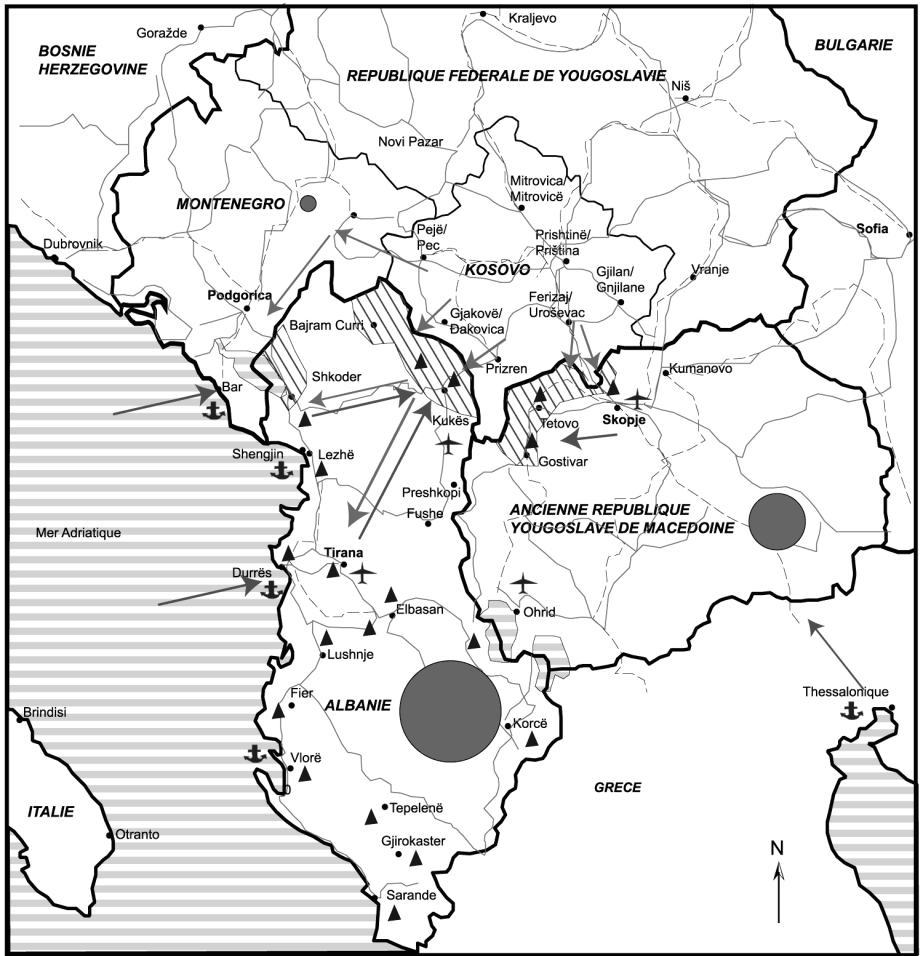 Goražde
Kraljevo
BOSNIE
HERZEGOVINE
BULGARIE
REPUBLIQUE FEDERALE DE YOUGOSLAVIE
Niš
Novi Pazar
Mitrovica/
Mitrovicë
MONTENEGRO
Pejë/
Pec
Prishtinë/
Priština
Sofia
Dubrovnik
KOSOVO
Gjilan/
Gnjilane
Vranje
Podgorica
Ferizaj/
Uroševac
Bajram Curri
Gjakovë/
Đakovica
Prizren
Kumanovo
Shkoder
Bar
Kukës
Tetovo
Skopje
Shengjin
Lezhë
Gostivar
Preshkopi
Fushe
ANCIENNE REPUBLIQUE
YOUGOSLAVE DE MACEDOINE
Mer Adriatique
Tirana
Durrës
Elbasan
Ohrid
Lushnje
Fier
ALBANIE
Thessalonique
Brindisi
Korcë
Vlorë
GRECE
ITALIE
Tepelenë
Otranto
Gjirokaster
N
Sarande